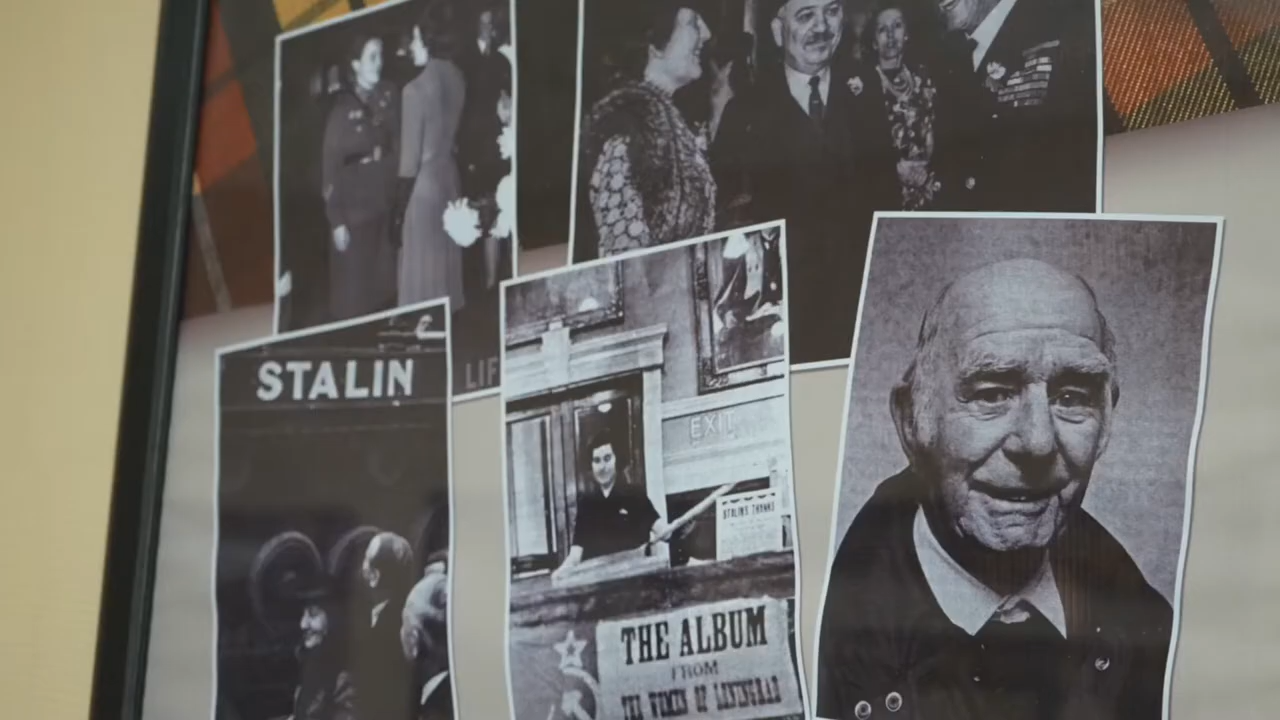 STALIN
LIF
EXIT
STALIN'S THANKS
THE ALBUM
FROM
THE WOMEN OF LENINGRAD